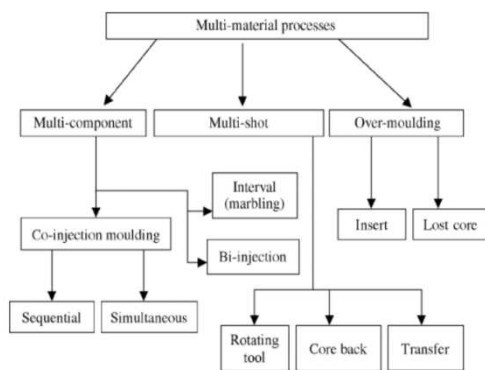 Multi-material processes
Multi-component
Multi-shot
Over-moulding
Interval
(marbling)
Insert
Lost core
Co-injection moulding
Bi-injection
Sequential
Simultaneous
Rotating
tool
Core back
Transfer